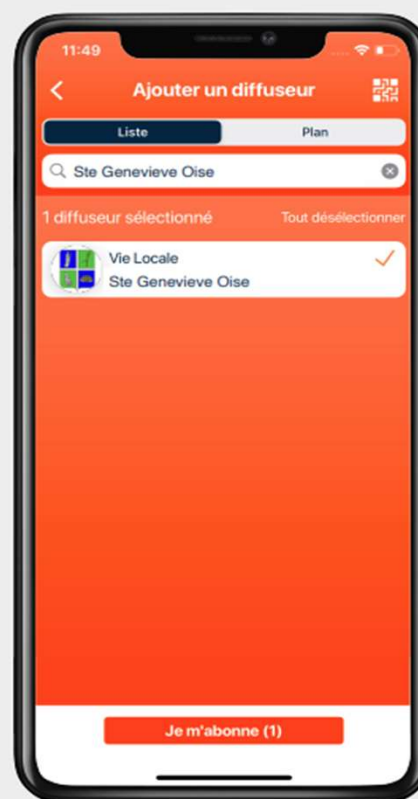 11:49
Ajouter un diffuseur
Liste
Plan
Ste Genevieve Oise
1 diffuseur sélectionné
Tout désélectionner
Vie Locale
Ste Genevieve Oise
Je m'abonne (1)